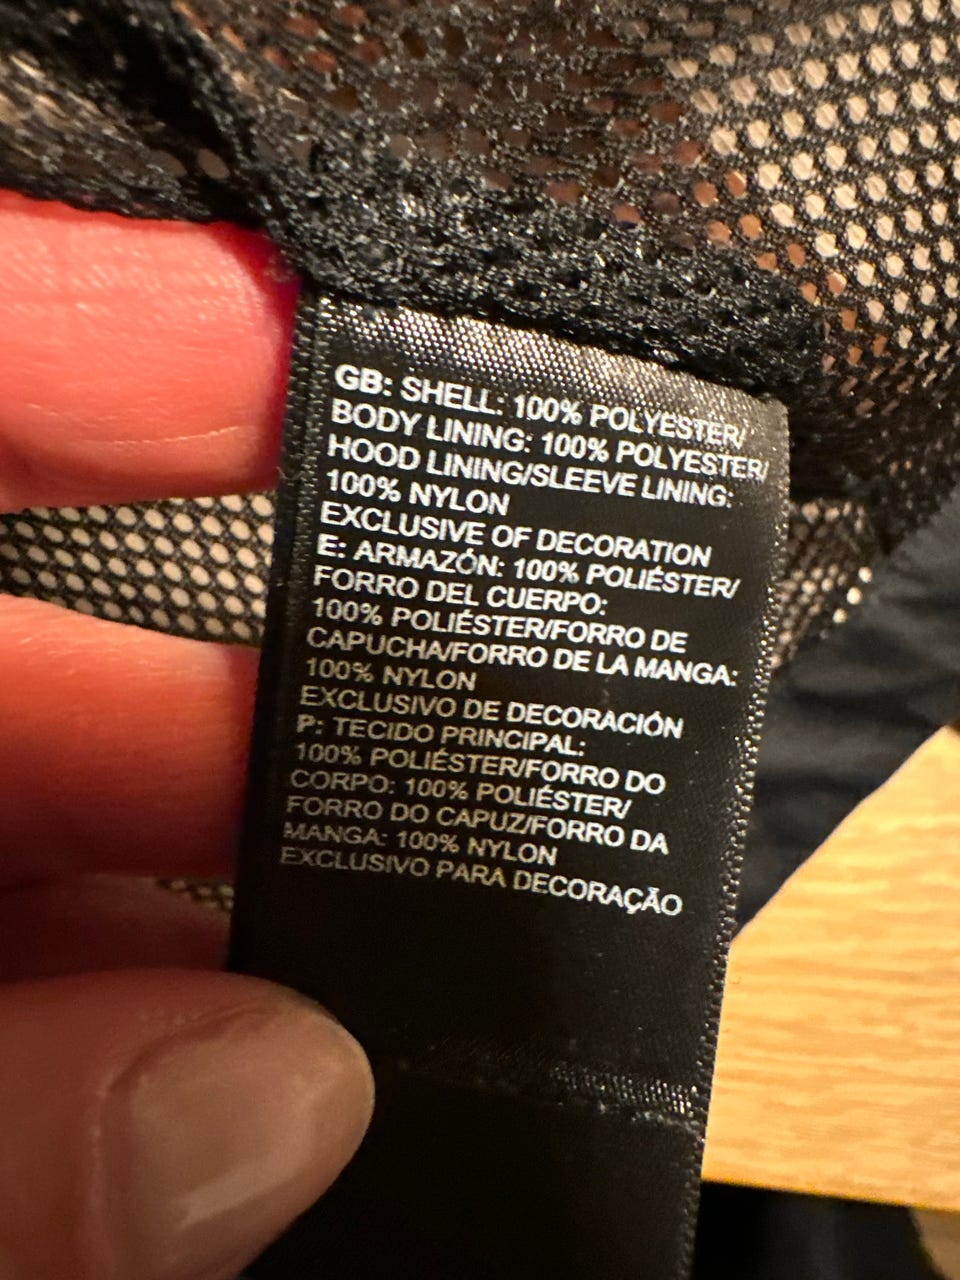 GB: SHELL: 100% POLYESTER/
BODY LINING: 100% POLYESTER/
HOOD LINING/SLEEVE LINING:
100% NYLON
EXCLUSIVE OF DECORATION
E: ARMAZÓN: 100% POLIÉSTER/
FORRO DEL CUERPO:
100% POLIÉSTER/FORRO DE
CAPUCHA/FORRO DE LA MANGA:
100% NYLON
EXCLUSIVO DE DECORACIÓN
P: TECIDO PRINCIPAL:
100% POLIÉSTER/FORRO DO
CORPO: 100% POLIÉSTER/
FORRO DO CAPUZ/FORRO DA
MANGA: 100% NYLON
EXCLUSIVO PARA DECORAÇÃO